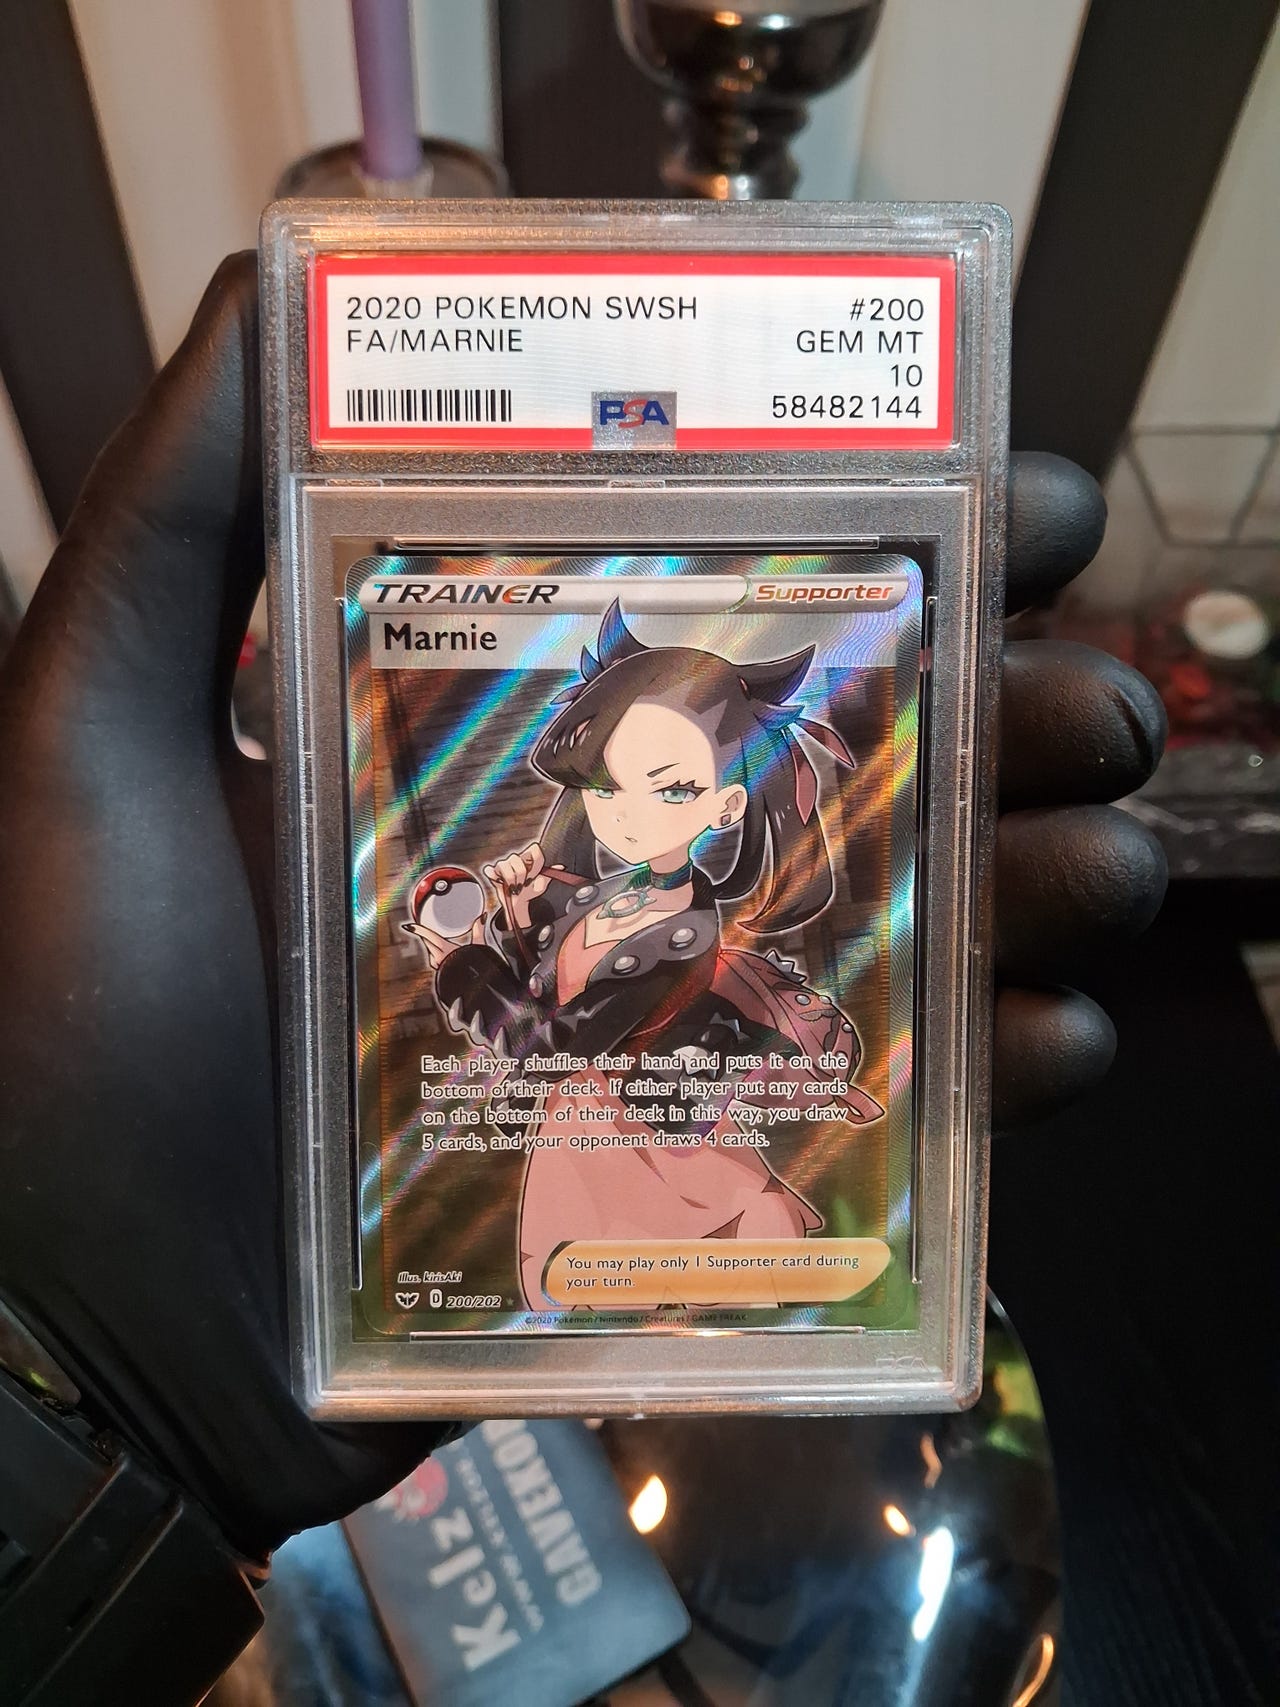 2020 POKEMON SWSH #200
FA/MARNIE GEM MT
10
PSA 58482144
TRAINER Supporter
Marnie
Each player shuffles their hand and puts it on the
bottom of their deck. If either player put any cards
on the bottom of their deck in this way, you draw
5 cards, and your opponent draws 4 cards.
You may play only 1 Supporter card during
your turn.
Illus. kirisAki
D 200/202
©2020 Pokémon / Nintendo / Creatures / GAME FREAK
Kelz
GAVEKO